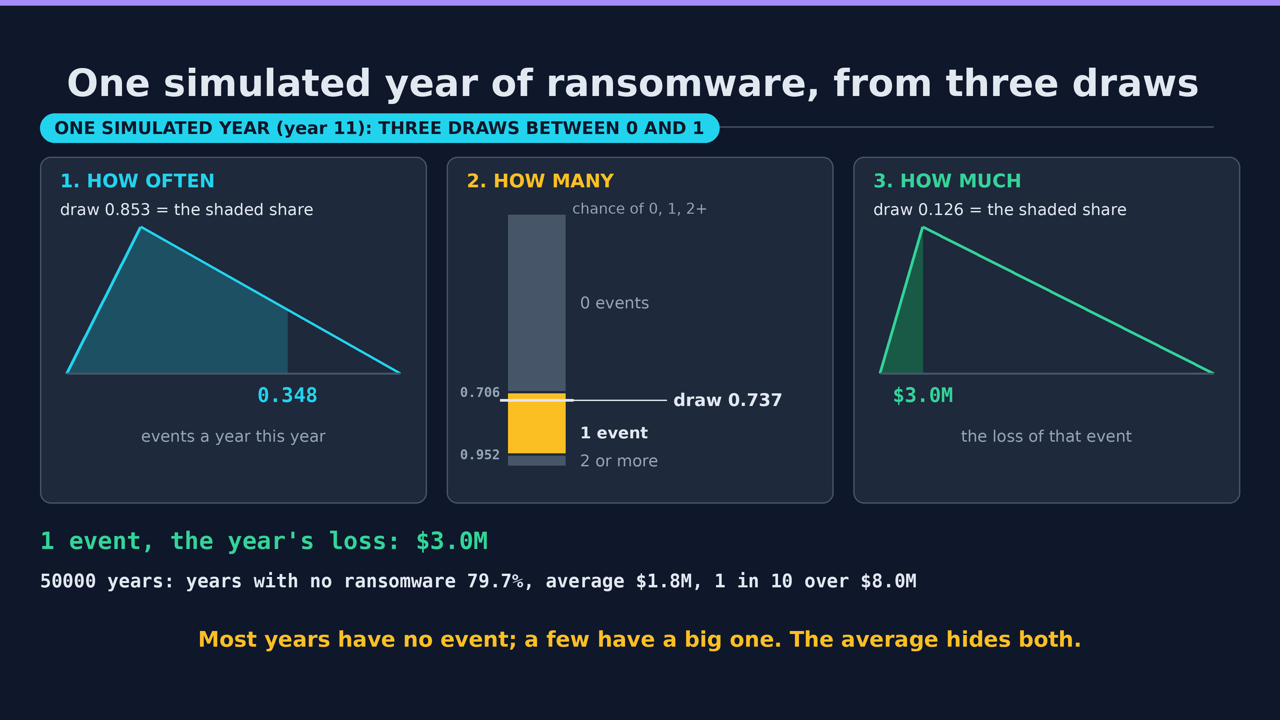 One simulated year of ransomware, from three draws
ONE SIMULATED YEAR (year 11): THREE DRAWS BETWEEN 0 AND 1
1. HOW OFTEN
draw 0.853 = the shaded share
0.348
events a year this year
2. HOW MANY
chance of 0, 1, 2+
0 events
0.706
draw 0.737
1 event
0.952
2 or more
3. HOW MUCH
draw 0.126 = the shaded share
$3.0M
the loss of that event
1 event, the year's loss: $3.0M
50000 years: years with no ransomware 79.7%, average $1.8M, 1 in 10 over $8.0M
Most years have no event; a few have a big one. The average hides both.